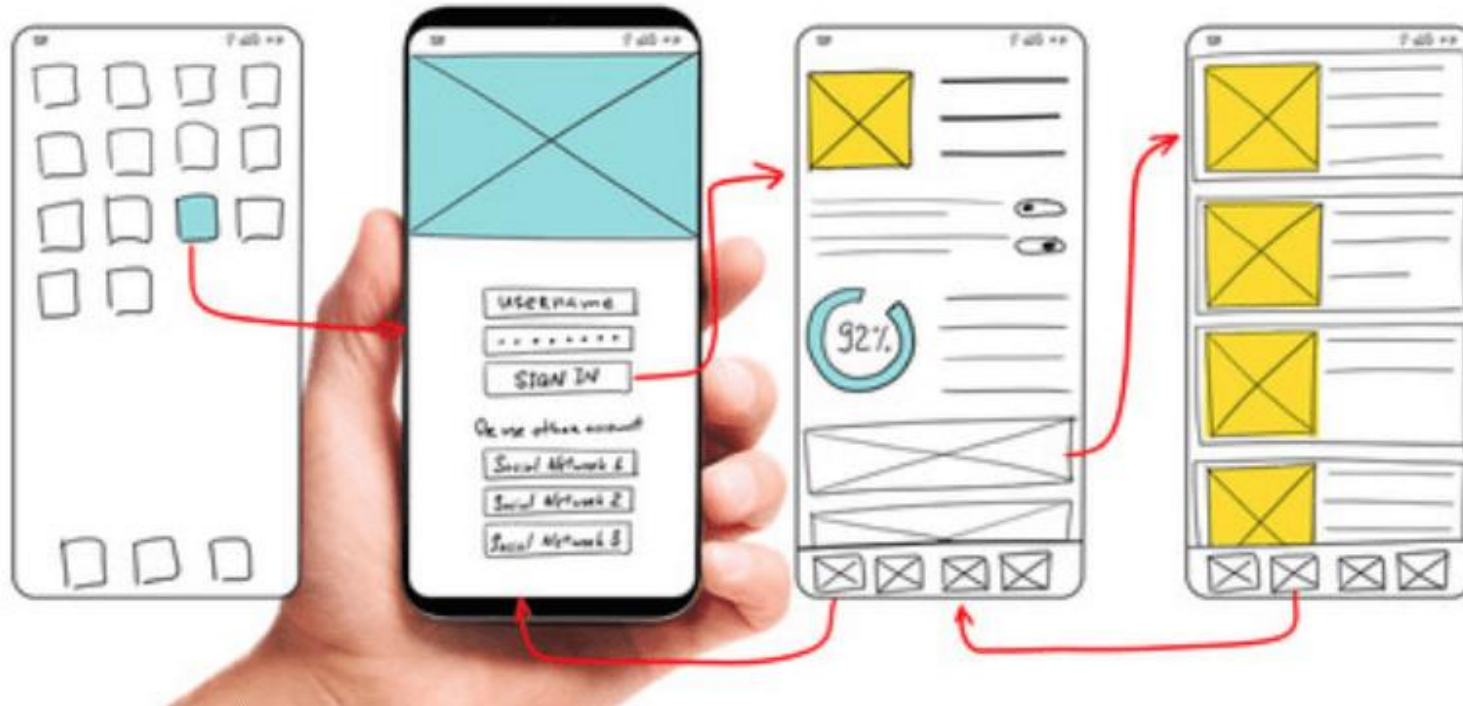 USERNAME
********
SIGN IN
Or use other account
Social Network 1
Social Network 2
Social Network 3
92%